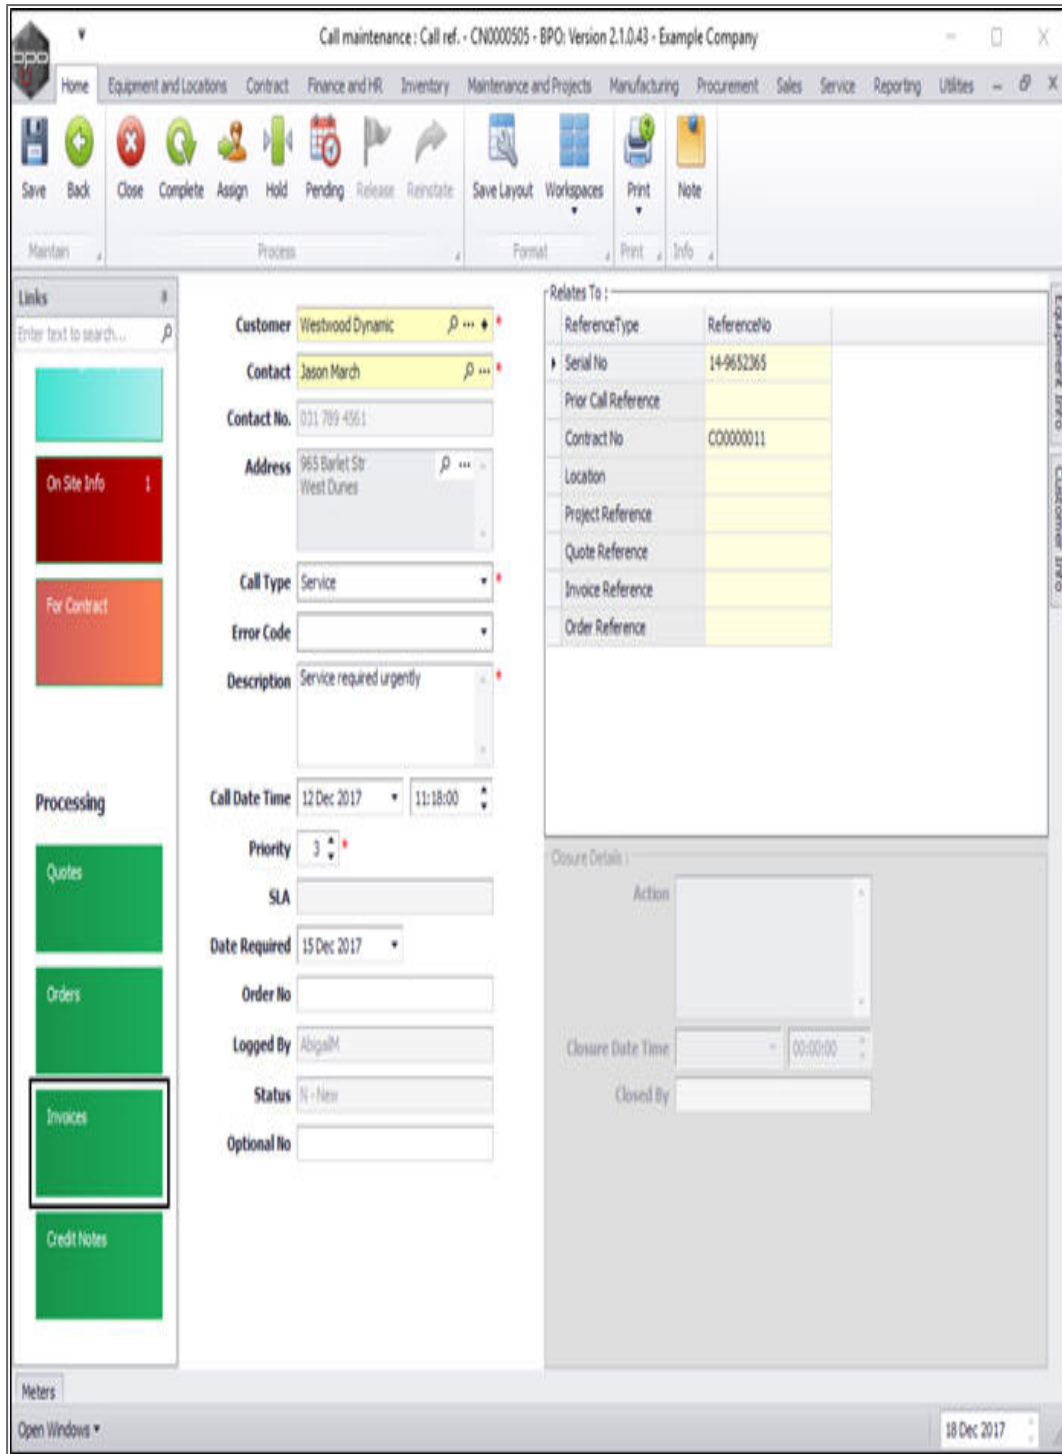 Call maintenance : Call ref. - CN0000505 - BPO: Version 2.1.0.43 - Example Company
bpo
Home Equipment and Locations Contract Finance and HR Inventory Maintenance and Projects Manufacturing Procurement Sales Service Reporting Utilities
Save Back Close Complete Assign Hold Pending Release Reinstate Save Layout Workspaces Print Note
Maintain Process Format Print Info
Links
Enter text to search...
On Site Info 1
For Contract
Processing
Quotes
Orders
Invoices
Credit Notes
Customer Westwood Dynamic *
Contact Jason March *
Contact No. 031 789 4561
Address 965 Barlet Str
West Dunes
Call Type Service *
Error Code
Description Service required urgently *
Call Date Time 12 Dec 2017 11:18:00
Priority 3 *
SLA
Date Required 15 Dec 2017
Order No
Logged By AbigailM
Status N - New
Optional No
Relates To :
ReferenceType ReferenceNo
Serial No 14-9652365
Prior Call Reference
Contract No CO0000011
Location
Project Reference
Quote Reference
Invoice Reference
Order Reference
Closure Details :
Action
Closure Date Time 00:00:00
Closed By
Equipment Info
Customer Info
Meters
Open Windows
18 Dec 2017